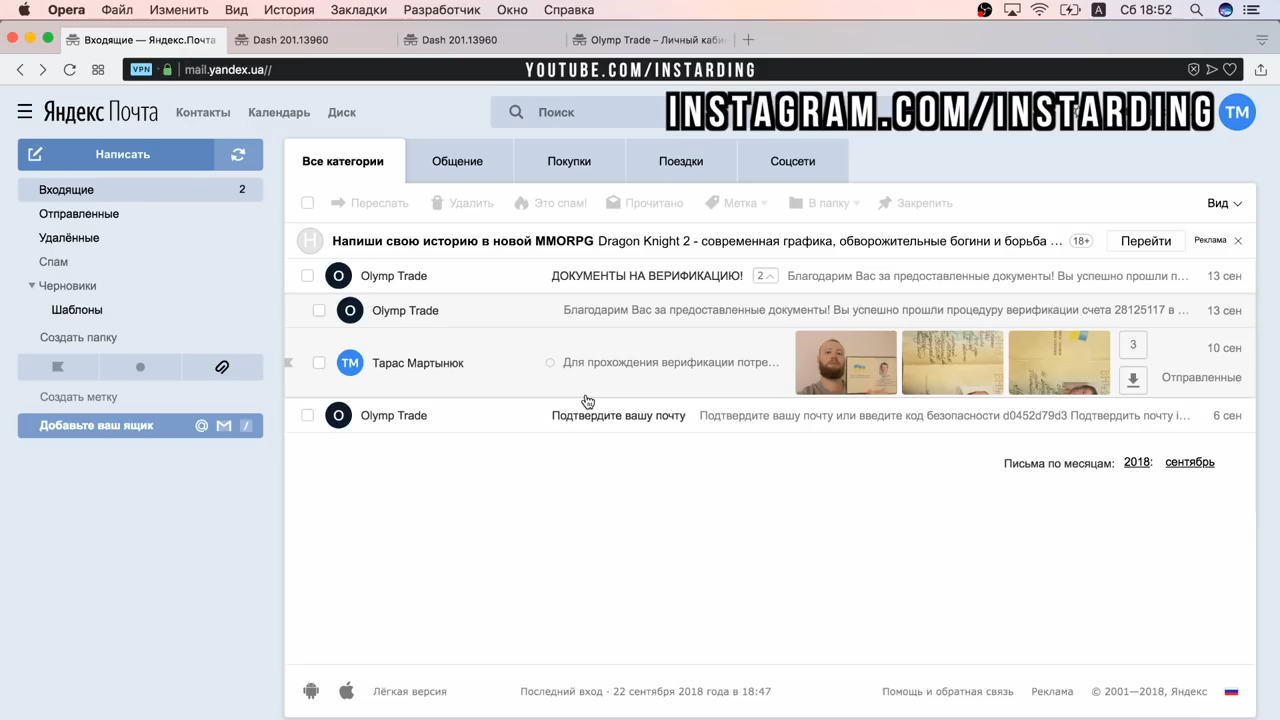 Opera Файл Изменить Вид История Закладки Разработчик Окно Справка A Сб 18:52
Входящие — Яндекс.Почта Dash 201.13960 Dash 201.13960 Olymp Trade – Личный каби
VPN mail.yandex.ua// YOUTUBE.COM/INSTARDING
Яндекс Почта Контакты Календарь Диск Поиск INSTAGRAM.COM/INSTARDING ТМ
Написать
Все категории Общение Покупки Поездки Соцсети
Входящие 2
Отправленные
Удалённые
Спам
Черновики
Шаблоны
Создать папку
Создать метку
Добавьте ваш ящик @ M /
Переслать Удалить Это спам! Прочитано Метка В папку Закрепить Вид
Н Напиши свою историю в новой MMORPG Dragon Knight 2 - современная графика, обворожительные богини и борьба ... 18+ Перейти Реклама
O Olymp Trade ДОКУМЕНТЫ НА ВЕРИФИКАЦИЮ! 2 Благодарим Вас за предоставленные документы! Вы успешно прошли п... 13 сен
O Olymp Trade Благодарим Вас за предоставленные документы! Вы успешно прошли процедуру верификации счета 28125117 в ... 13 сен
ТМ Тарас Мартынюк Для прохождения верификации потре... 3 10 сен
Отправленные
O Olymp Trade Подтвердите вашу почту Подтвердите вашу почту или введите код безопасности d0452d79d3 Подтвердить почту i... 6 сен
Письма по месяцам: 2018: сентябрь
Лёгкая версия Последний вход - 22 сентября 2018 года в 18:47 Помощь и обратная связь Реклама © 2001—2018, Яндекс